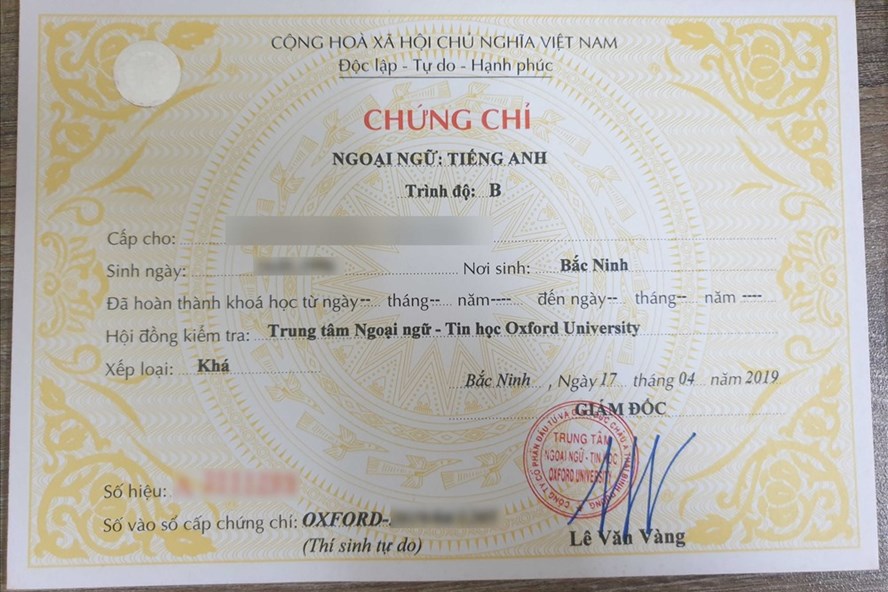 CỘNG HOÀ XÃ HỘI CHỦ NGHĨA VIỆT NAM
Độc lập - Tự do - Hạnh phúc
CHỨNG CHỈ
NGOẠI NGỮ: TIẾNG ANH
Trình độ: B
Cấp cho:
Sinh ngày: Nơi sinh: Bắc Ninh
Đã hoàn thành khoá học từ ngày-- tháng-- năm---- đến ngày-- tháng-- năm ----
Hội đồng kiểm tra: Trung tâm Ngoại ngữ - Tin học Oxford University
Xếp loại: Khá
Bắc Ninh , Ngày 17 tháng 04 năm 2019
GIÁM ĐỐC
TRUNG TÂM
NGOẠI NGỮ - TIN HỌC
OXFORD UNIVERSITY
Số hiệu:
Số vào sổ cấp chứng chỉ: OXFORD-
(Thí sinh tự do)
Lê Văn Vàng